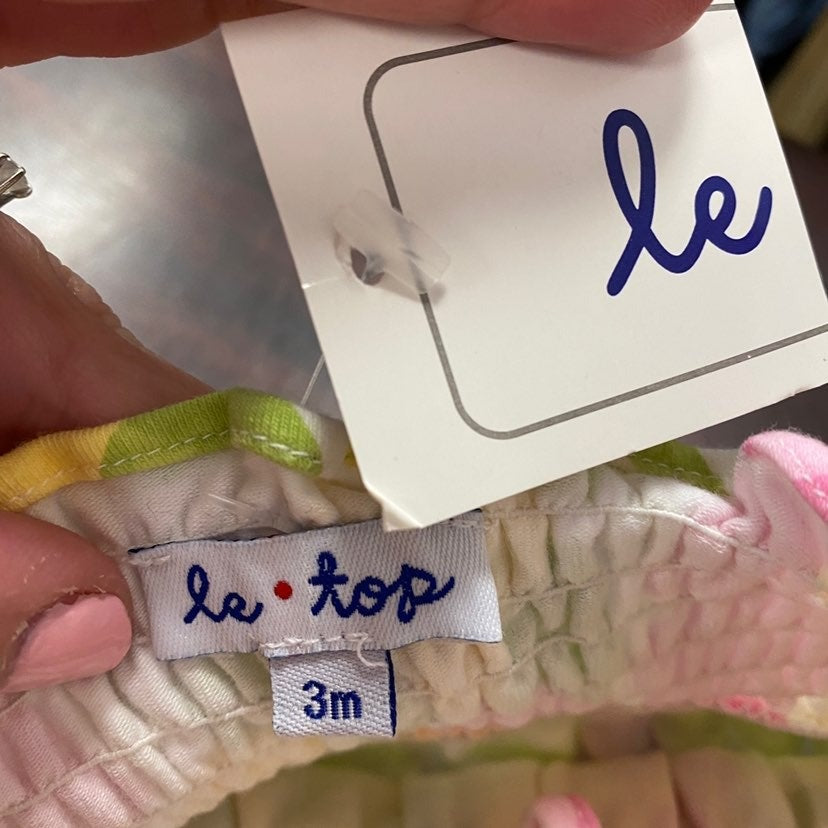 le
le • top
3m